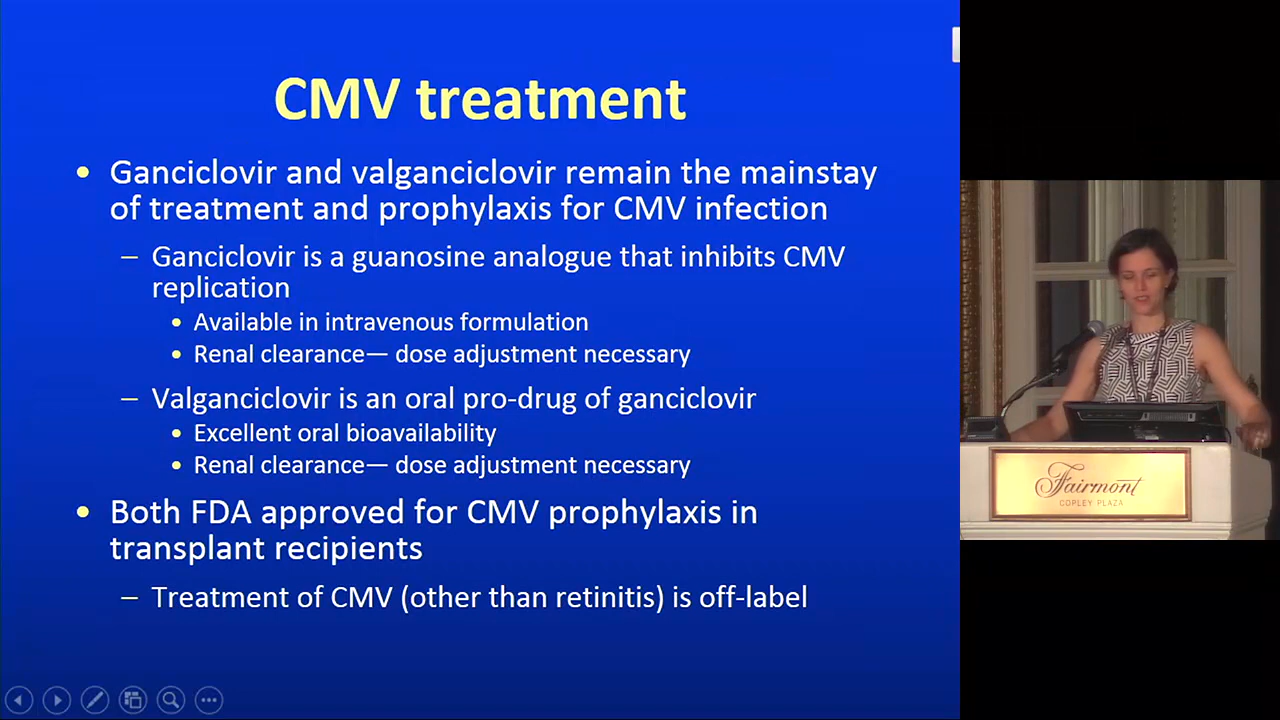 CMV treatment
• Ganciclovir and valganciclovir remain the mainstay
of treatment and prophylaxis for CMV infection
– Ganciclovir is a guanosine analogue that inhibits CMV
replication
• Available in intravenous formulation
• Renal clearance— dose adjustment necessary
– Valganciclovir is an oral pro-drug of ganciclovir
• Excellent oral bioavailability
• Renal clearance— dose adjustment necessary
• Both FDA approved for CMV prophylaxis in
transplant recipients
– Treatment of CMV (other than retinitis) is off-label
Fairmont
COPLEY PLAZA